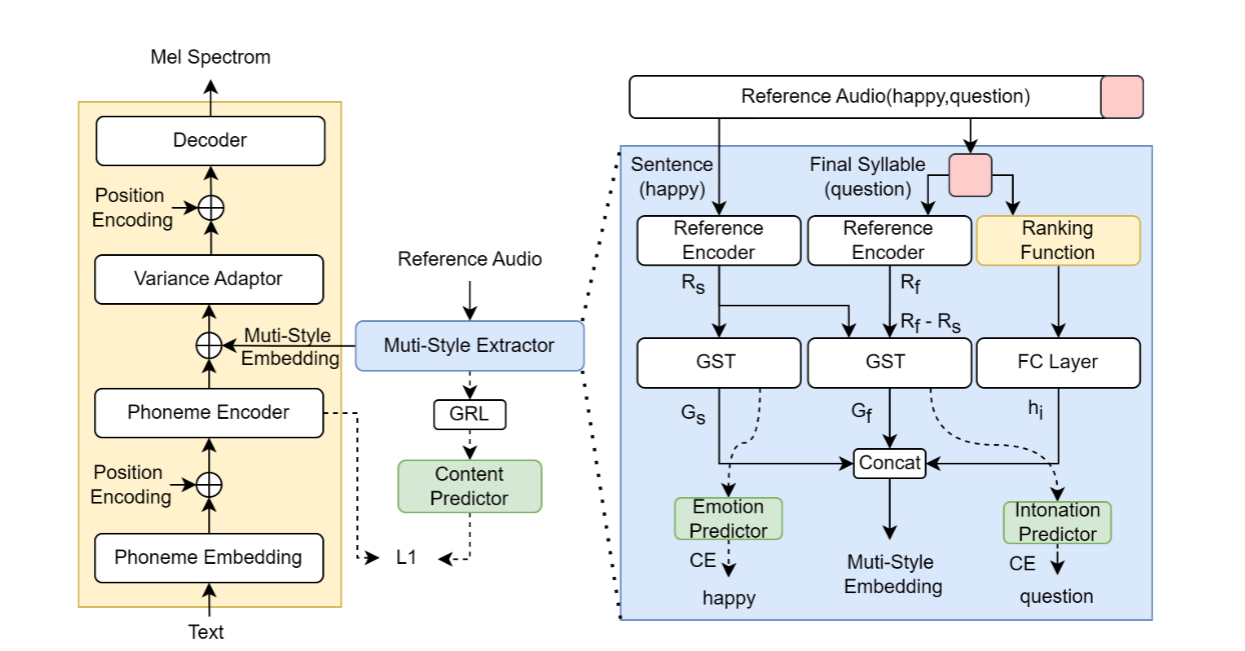 Mel Spectrom
Decoder
Position
Encoding
Variance Adaptor
Muti-Style
Embedding
Phoneme Encoder
Position
Encoding
Phoneme Embedding
Text
Reference Audio
Muti-Style Extractor
GRL
Content
Predictor
L1
Reference Audio(happy,question)
Sentence
(happy)
Final Syllable
(question)
Reference
Encoder
Reference
Encoder
Ranking
Function
Rs
Rf
Rf - Rs
GST
GST
FC Layer
Gs
Gf
hi
Concat
Emotion
Predictor
Intonation
Predictor
CE
happy
Muti-Style
Embedding
CE
question